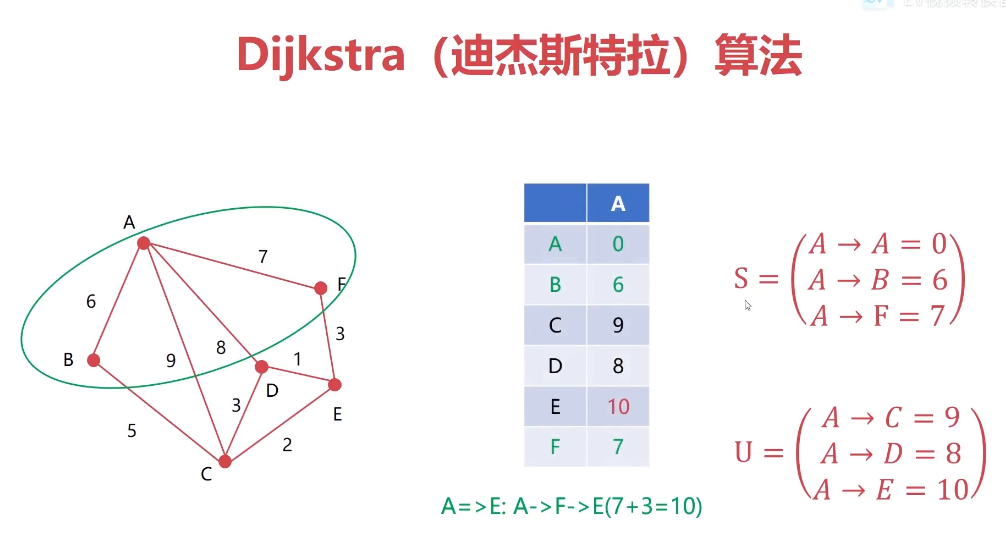 Dijkstra（迪杰斯特拉）算法
A
7
F
6
8
3
B
9
1
D
E
3
5
2
C
A
A 0
B 6
C 9
D 8
E 10
F 7
A=>E: A->F->E(7+3=10)
S =
A → A = 0
A → B = 6
A → F = 7
U =
A → C = 9
A → D = 8
A → E = 10